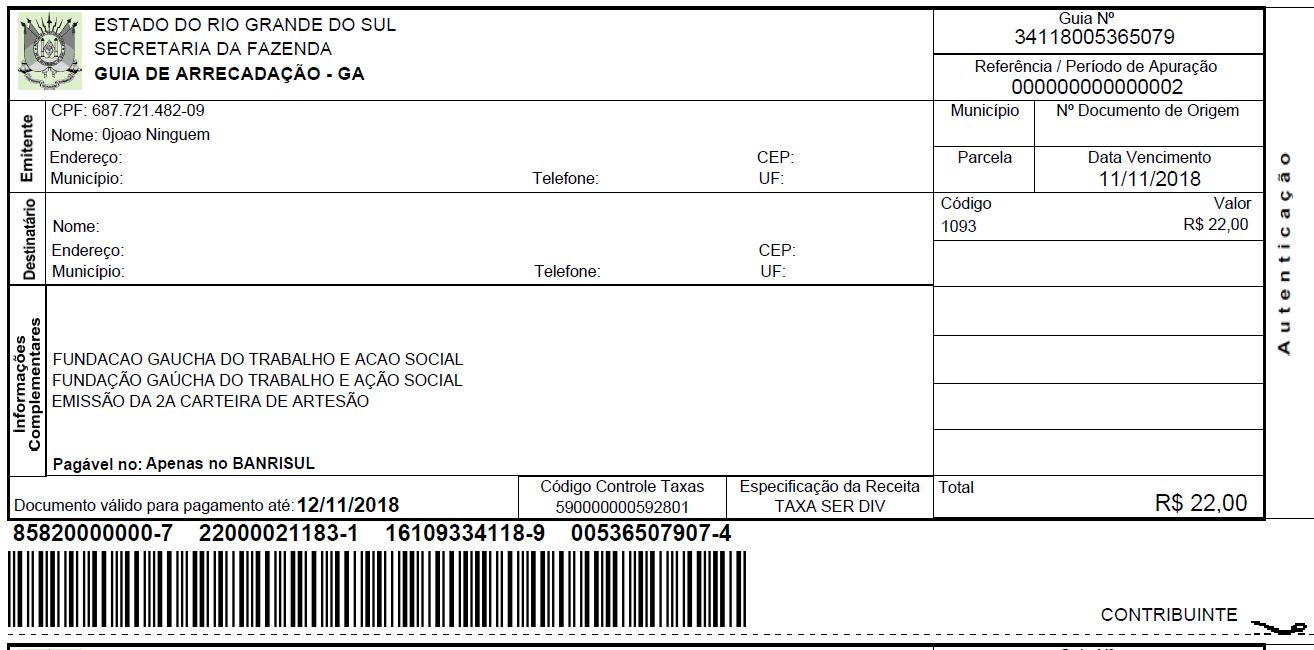 ESTADO DO RIO GRANDE DO SUL
SECRETARIA DA FAZENDA
GUIA DE ARRECADAÇÃO - GA
Guia Nº
34118005365079
Referência / Período de Apuração
000000000000002
Emitente
CPF: 687.721.482-09
Nome: 0joao Ninguem
Endereço: CEP:
Município: Telefone: UF:
Município Nº Documento de Origem
Parcela Data Vencimento
11/11/2018
Destinatário
Nome:
Endereço: CEP:
Município: Telefone: UF:
Código Valor
1093 R$ 22,00
Informações
Complementares
FUNDACAO GAUCHA DO TRABALHO E ACAO SOCIAL
FUNDAÇÃO GAÚCHA DO TRABALHO E AÇÃO SOCIAL
EMISSÃO DA 2A CARTEIRA DE ARTESÃO
Pagável no: Apenas no BANRISUL
Documento válido para pagamento até: 12/11/2018
Código Controle Taxas
590000000592801
Especificação da Receita
TAXA SER DIV
Total
R$ 22,00
Autenticação
85820000000-7 22000021183-1 16109334118-9 00536507907-4
CONTRIBUINTE